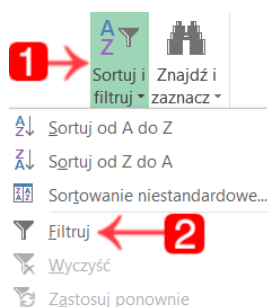 1
Sortuj i Znajdź i
filtruj zaznacz
Sortuj od A do Z
Sortuj od Z do A
Sortowanie niestandardowe...
Filtruj 2
Wyczyść
Zastosuj ponownie